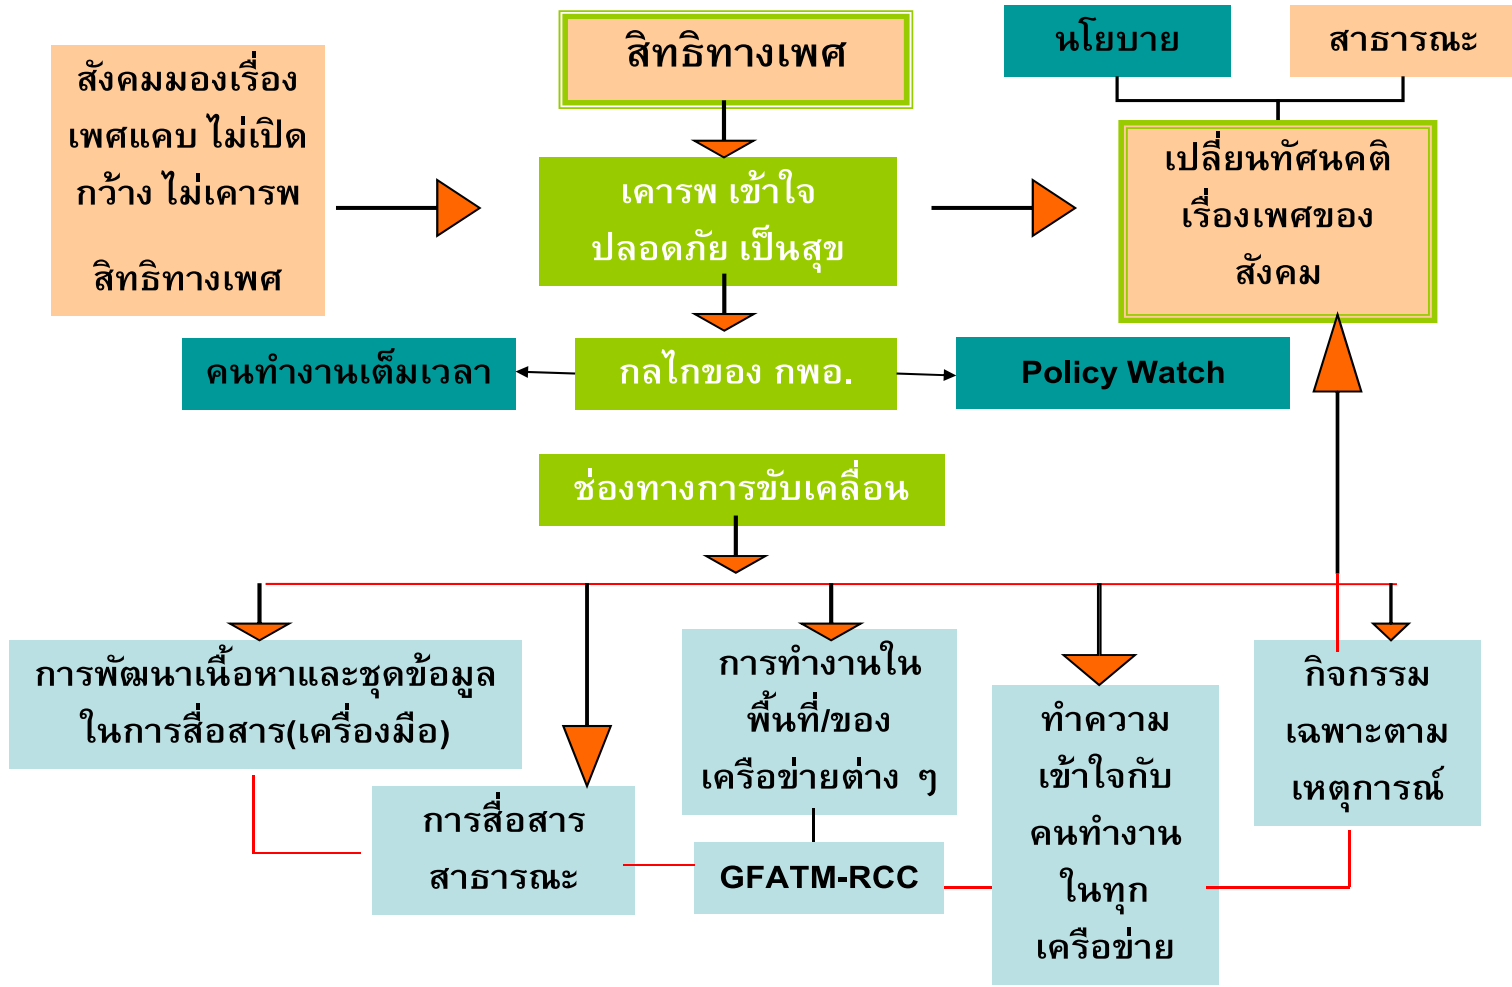 สิทธิทางเพศ
นโยบาย
สาธารณะ
สังคมมองเรื่อง
เพศแคบ ไม่เปิด
กว้าง ไม่เคารพ
สิทธิทางเพศ
เคารพ เข้าใจ
ปลอดภัย เป็นสุข
เปลี่ยนทัศนคติ
เรื่องเพศของ
สังคม
คนทำงานเต็มเวลา
กลไกของ กพอ.
Policy Watch
ช่องทางการขับเคลื่อน
การพัฒนาเนื้อหาและชุดข้อมูล
ในการสื่อสาร(เครื่องมือ)
การสื่อสาร
สาธารณะ
การทำงานใน
พื้นที่/ของ
เครือข่ายต่าง ๆ
GFATM-RCC
ทำความ
เข้าใจกับ
คนทำงาน
ในทุก
เครือข่าย
กิจกรรม
เฉพาะตาม
เหตุการณ์